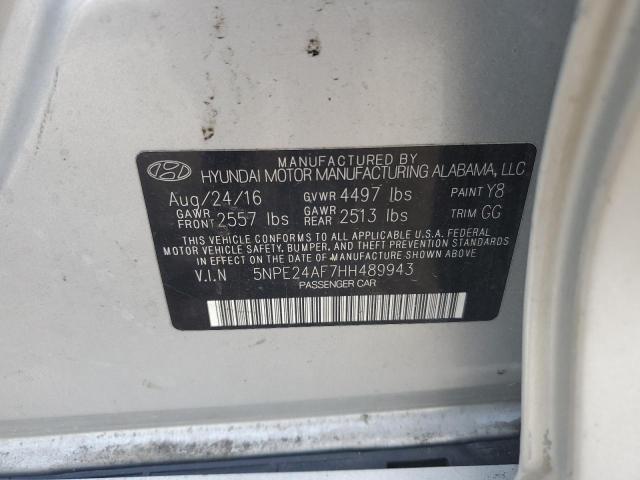 MANUFACTURED BY
HYUNDAI MOTOR MANUFACTURING ALABAMA, LLC
Aug/24/16 GVWR 4497 lbs PAINT Y8
GAWR FRONT 2557 lbs GAWR REAR 2513 lbs TRIM GG
THIS VEHICLE CONFORMS TO ALL APPLICABLE U.S.A. FEDERAL
MOTOR VEHICLE SAFETY, BUMPER, AND THEFT PREVENTION STANDARDS
IN EFFECT ON THE DATE OF MANUFACTURE SHOWN ABOVE
V.I.N 5NPE24AF7HH489943
PASSENGER CAR